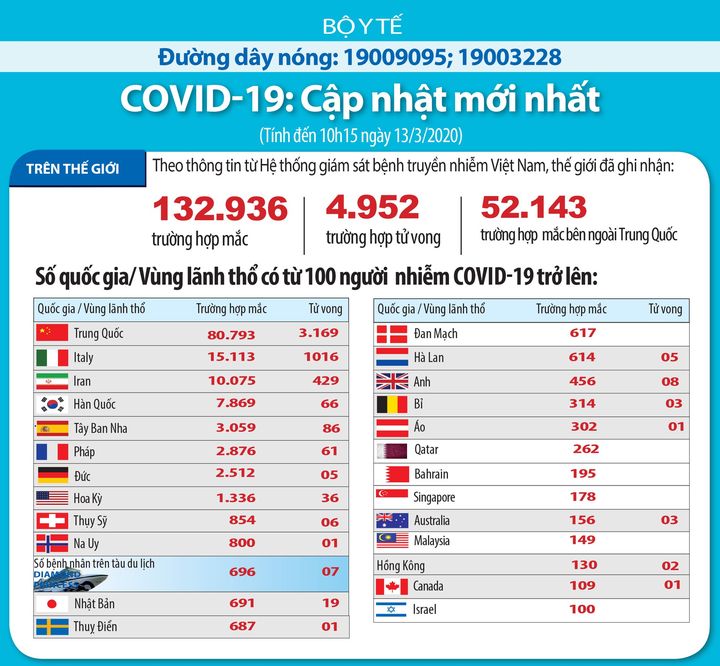 BỘ Y TẾ
Đường dây nóng: 19009095; 19003228
COVID-19: Cập nhật mới nhất
(Tính đến 10h15 ngày 13/3/2020)
TRÊN THẾ GIỚI
Theo thông tin từ Hệ thống giám sát bệnh truyền nhiễm Việt Nam, thế giới đã ghi nhận:
132.936 4.952 52.143
trường hợp mắc trường hợp tử vong trường hợp mắc bên ngoài Trung Quốc
Số quốc gia/ Vùng lãnh thổ có từ 100 người nhiễm COVID-19 trở lên:
Quốc gia / Vùng lãnh thổ Trường hợp mắc Tử vong
Trung Quốc 80.793 3.169
Italy 15.113 1016
Iran 10.075 429
Hàn Quốc 7.869 66
Tây Ban Nha 3.059 86
Pháp 2.876 61
Đức 2.512 05
Hoa Kỳ 1.336 36
Thụy Sỹ 854 06
Na Uy 800 01
Số bệnh nhân trên tàu du lịch
DIAMOND PRINCESS 696 07
Nhật Bản 691 19
Thuỵ Điển 687 01
Quốc gia / Vùng lãnh thổ Trường hợp mắc Tử vong
Đan Mạch 617
Hà Lan 614 05
Anh 456 08
Bỉ 314 03
Áo 302 01
Qatar 262
Bahrain 195
Singapore 178
Australia 156 03
Malaysia 149
Hồng Kông 130 02
Canada 109 01
Israel 100